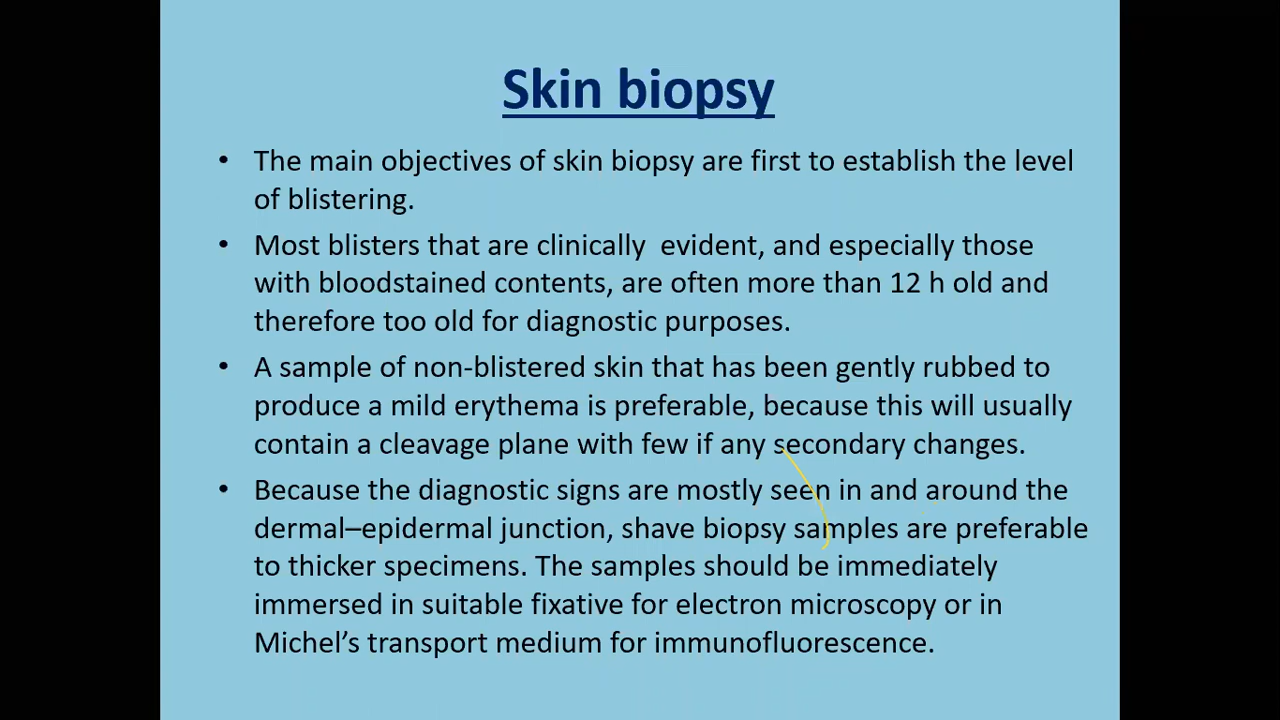 Skin biopsy
• The main objectives of skin biopsy are first to establish the level
of blistering.
• Most blisters that are clinically  evident, and especially those
with bloodstained contents, are often more than 12 h old and
therefore too old for diagnostic purposes.
• A sample of non-blistered skin that has been gently rubbed to
produce a mild erythema is preferable, because this will usually
contain a cleavage plane with few if any secondary changes.
• Because the diagnostic signs are mostly seen in and around the
dermal–epidermal junction, shave biopsy samples are preferable
to thicker specimens. The samples should be immediately
immersed in suitable fixative for electron microscopy or in
Michel’s transport medium for immunofluorescence.